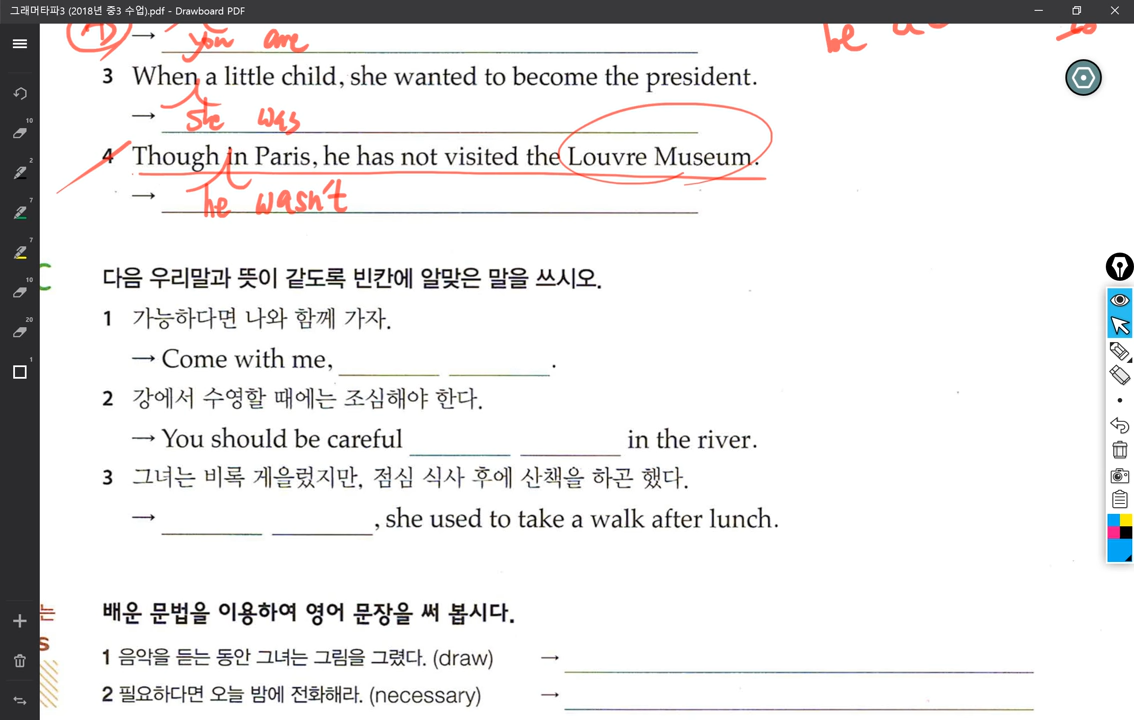 그래머타파3 (2018년 중3 수업).pdf - Drawboard PDF
→ you are
be
3 When a little child, she wanted to become the president.
→ she was
4 Though in Paris, he has not visited the Louvre Museum.
→ he wasn't
C 다음 우리말과 뜻이 같도록 빈칸에 알맞은 말을 쓰시오.
1 가능하다면 나와 함께 가자.
→ Come with me, ________ ________.
2 강에서 수영할 때에는 조심해야 한다.
→ You should be careful ________ ________ in the river.
3 그녀는 비록 게을렀지만, 점심 식사 후에 산책을 하곤 했다.
→ ________ ________, she used to take a walk after lunch.
는 배운 문법을 이용하여 영어 문장을 써 봅시다.
s
1 음악을 듣는 동안 그녀는 그림을 그렸다. (draw) →
2 필요하다면 오늘 밤에 전화해라. (necessary) →
10
2
7
7
10
20
1